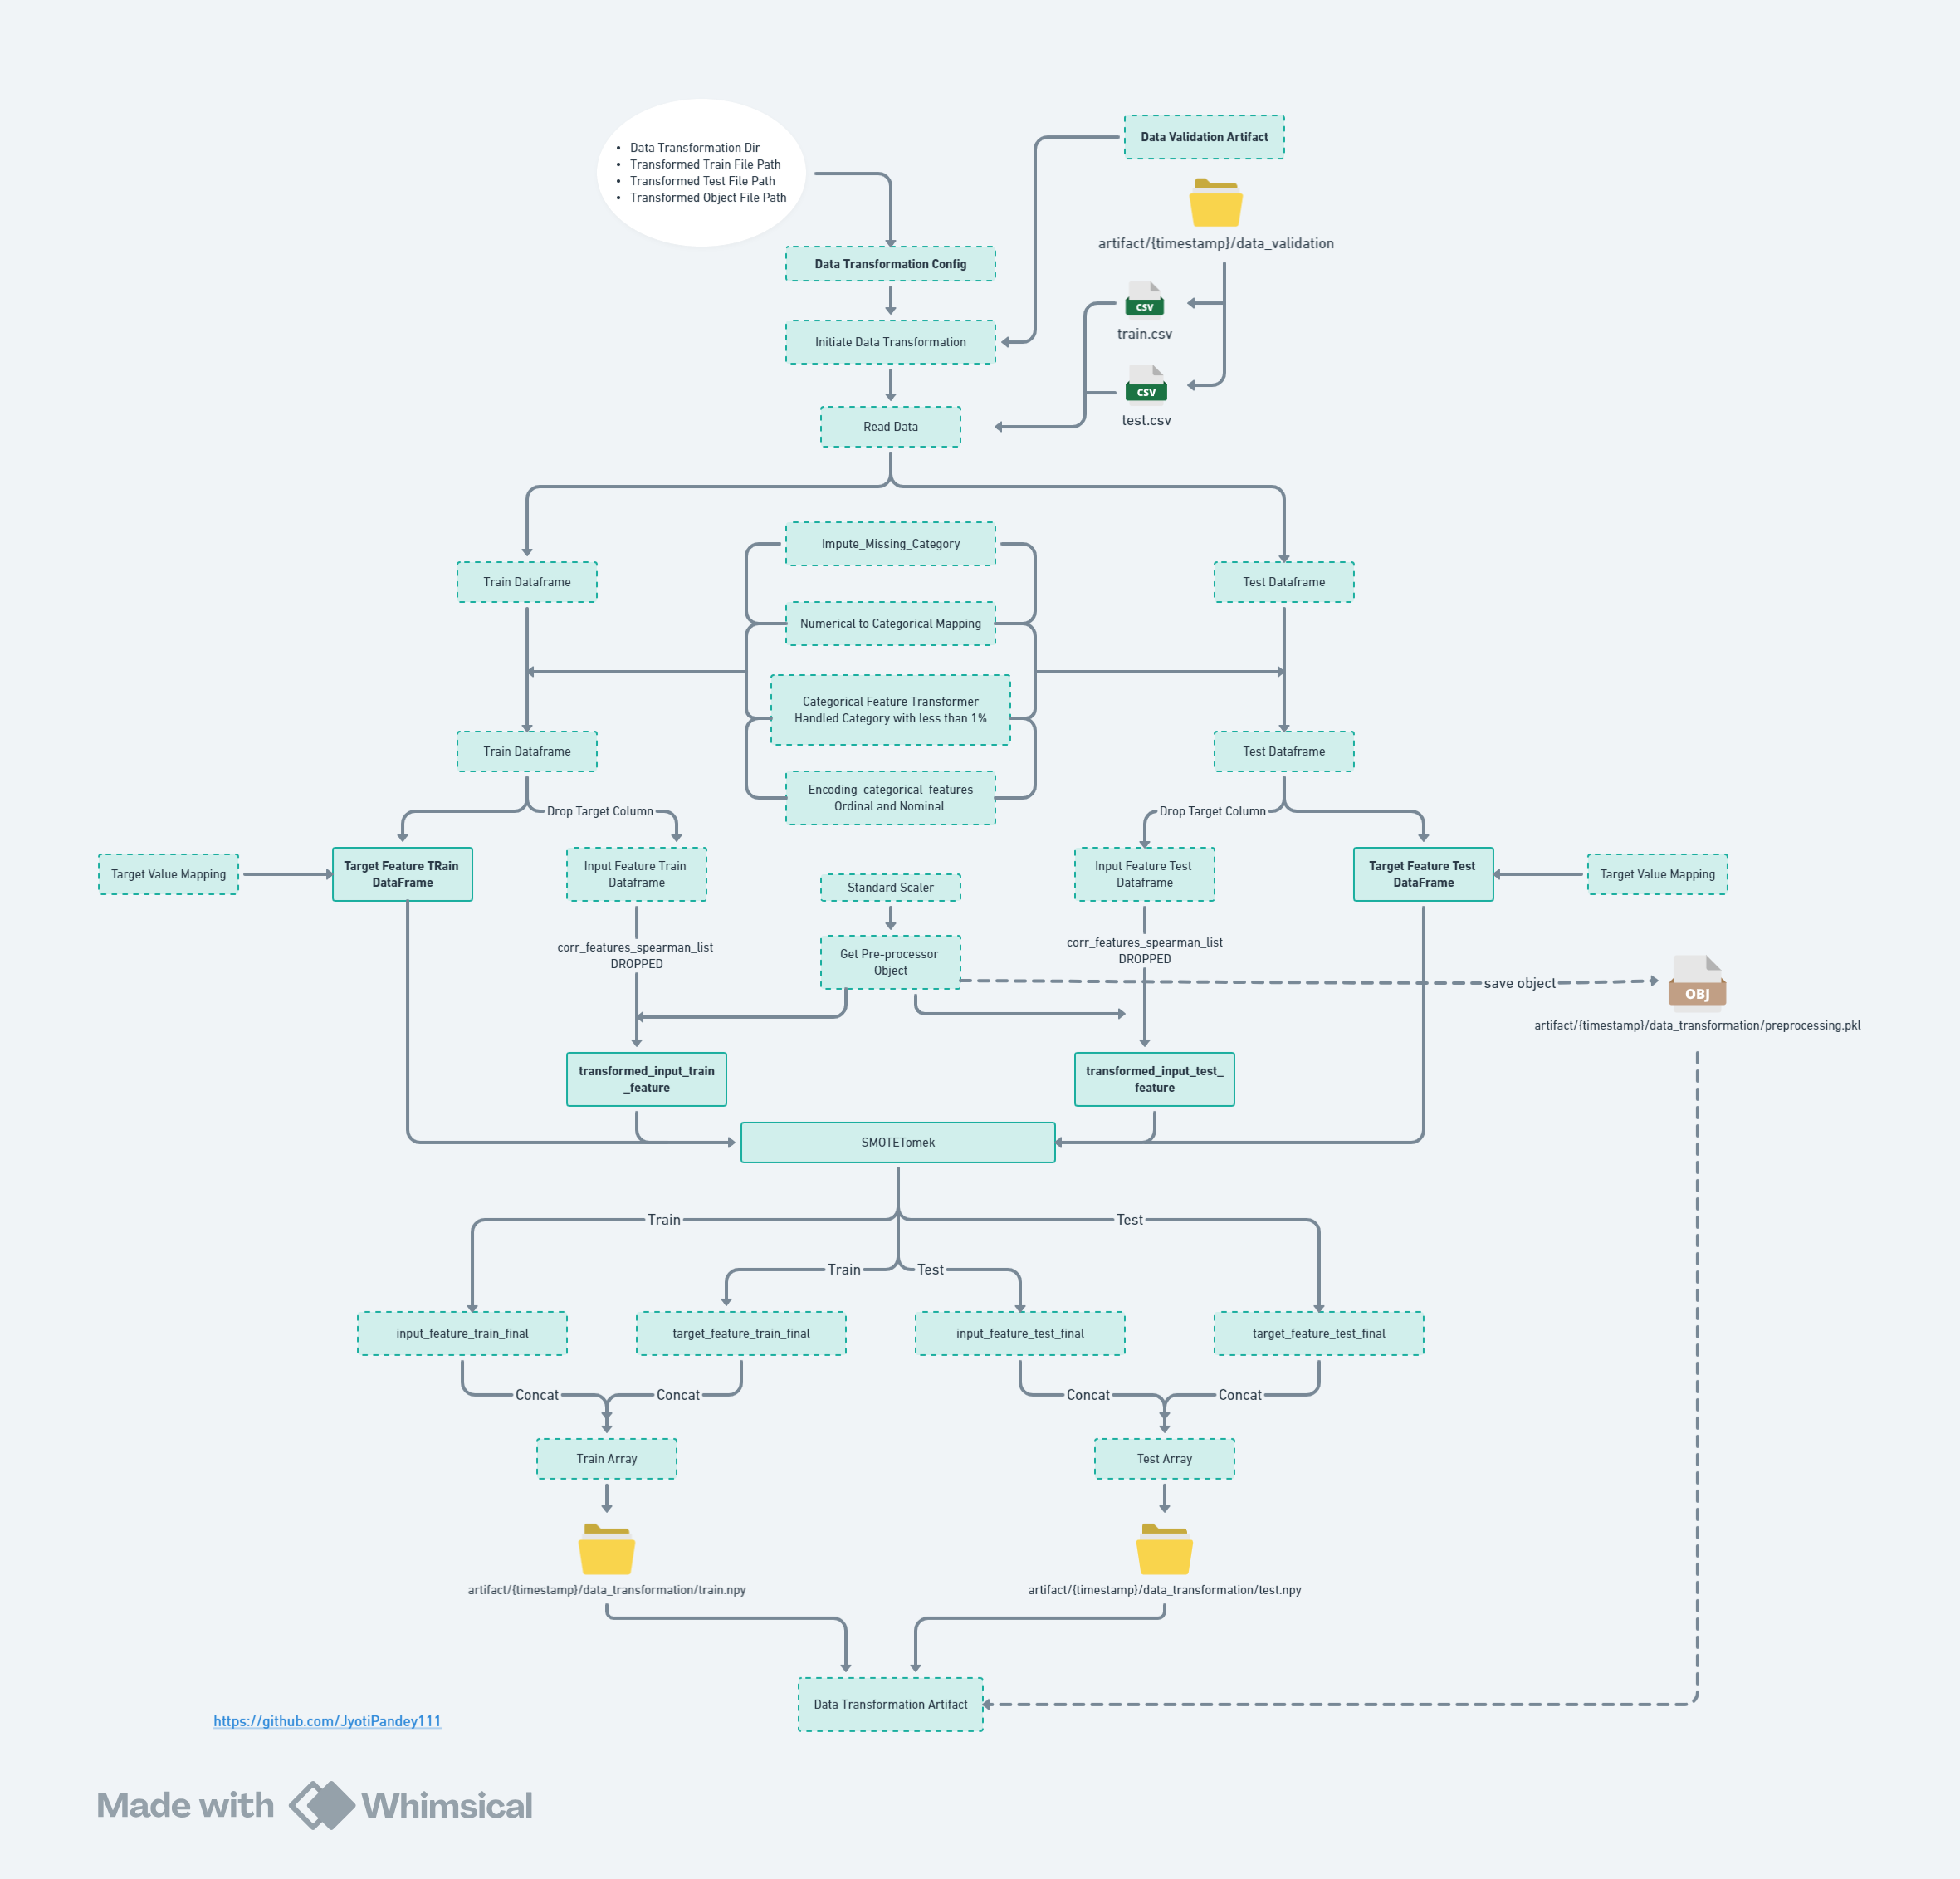 • Data Transformation Dir
• Transformed Train File Path
• Transformed Test File Path
• Transformed Object File Path
Data Validation Artifact
artifact/{timestamp}/data_validation
Data Transformation Config
CSV
train.csv
Initiate Data Transformation
CSV
test.csv
Read Data
Impute_Missing_Category
Train Dataframe
Test Dataframe
Numerical to Categorical Mapping
Categorical Feature Transformer
Handled Category with less than 1%
Train Dataframe
Test Dataframe
Encoding_categorical_features
Ordinal and Nominal
Drop Target Column
Drop Target Column
Target Value Mapping
Target Feature TRain
DataFrame
Input Feature Train
Dataframe
Standard Scaler
Input Feature Test
Dataframe
Target Feature Test
DataFrame
Target Value Mapping
corr_features_spearman_list
DROPPED
Get Pre-processor
Object
corr_features_spearman_list
DROPPED
save object
OBJ
artifact/{timestamp}/data_transformation/preprocessing.pkl
transformed_input_train
_feature
transformed_input_test_
feature
SMOTETomek
Train
Test
Train
Test
input_feature_train_final
target_feature_train_final
input_feature_test_final
target_feature_test_final
Concat
Concat
Concat
Concat
Train Array
Test Array
artifact/{timestamp}/data_transformation/train.npy
artifact/{timestamp}/data_transformation/test.npy
Data Transformation Artifact
https://github.com/JyotiPandey111
Made with Whimsical